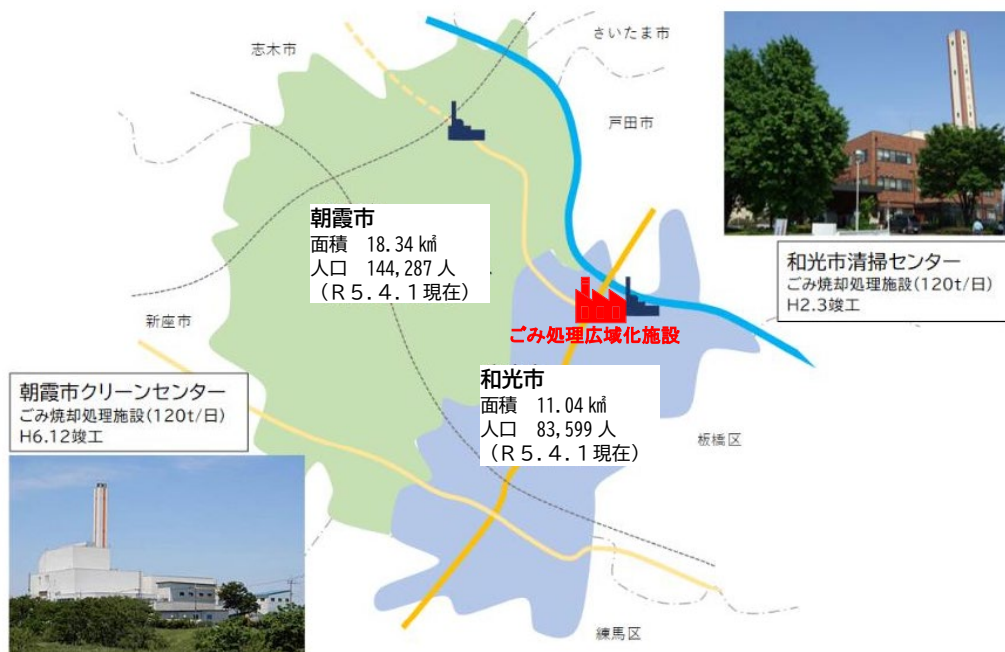 志木市
さいたま市
戸田市
朝霞市
面積 18.34 ㎢
人口 144,287 人
（R５.４.１現在）
和光市清掃センター
ごみ焼却処理施設(120t/日)
H2.3竣工
新座市
ごみ処理広域化施設
和光市
面積 11.04 ㎢
人口 83,599 人
（R５.４.１現在）
朝霞市クリーンセンター
ごみ焼却処理施設(120t/日)
H6.12竣工
板橋区
練馬区